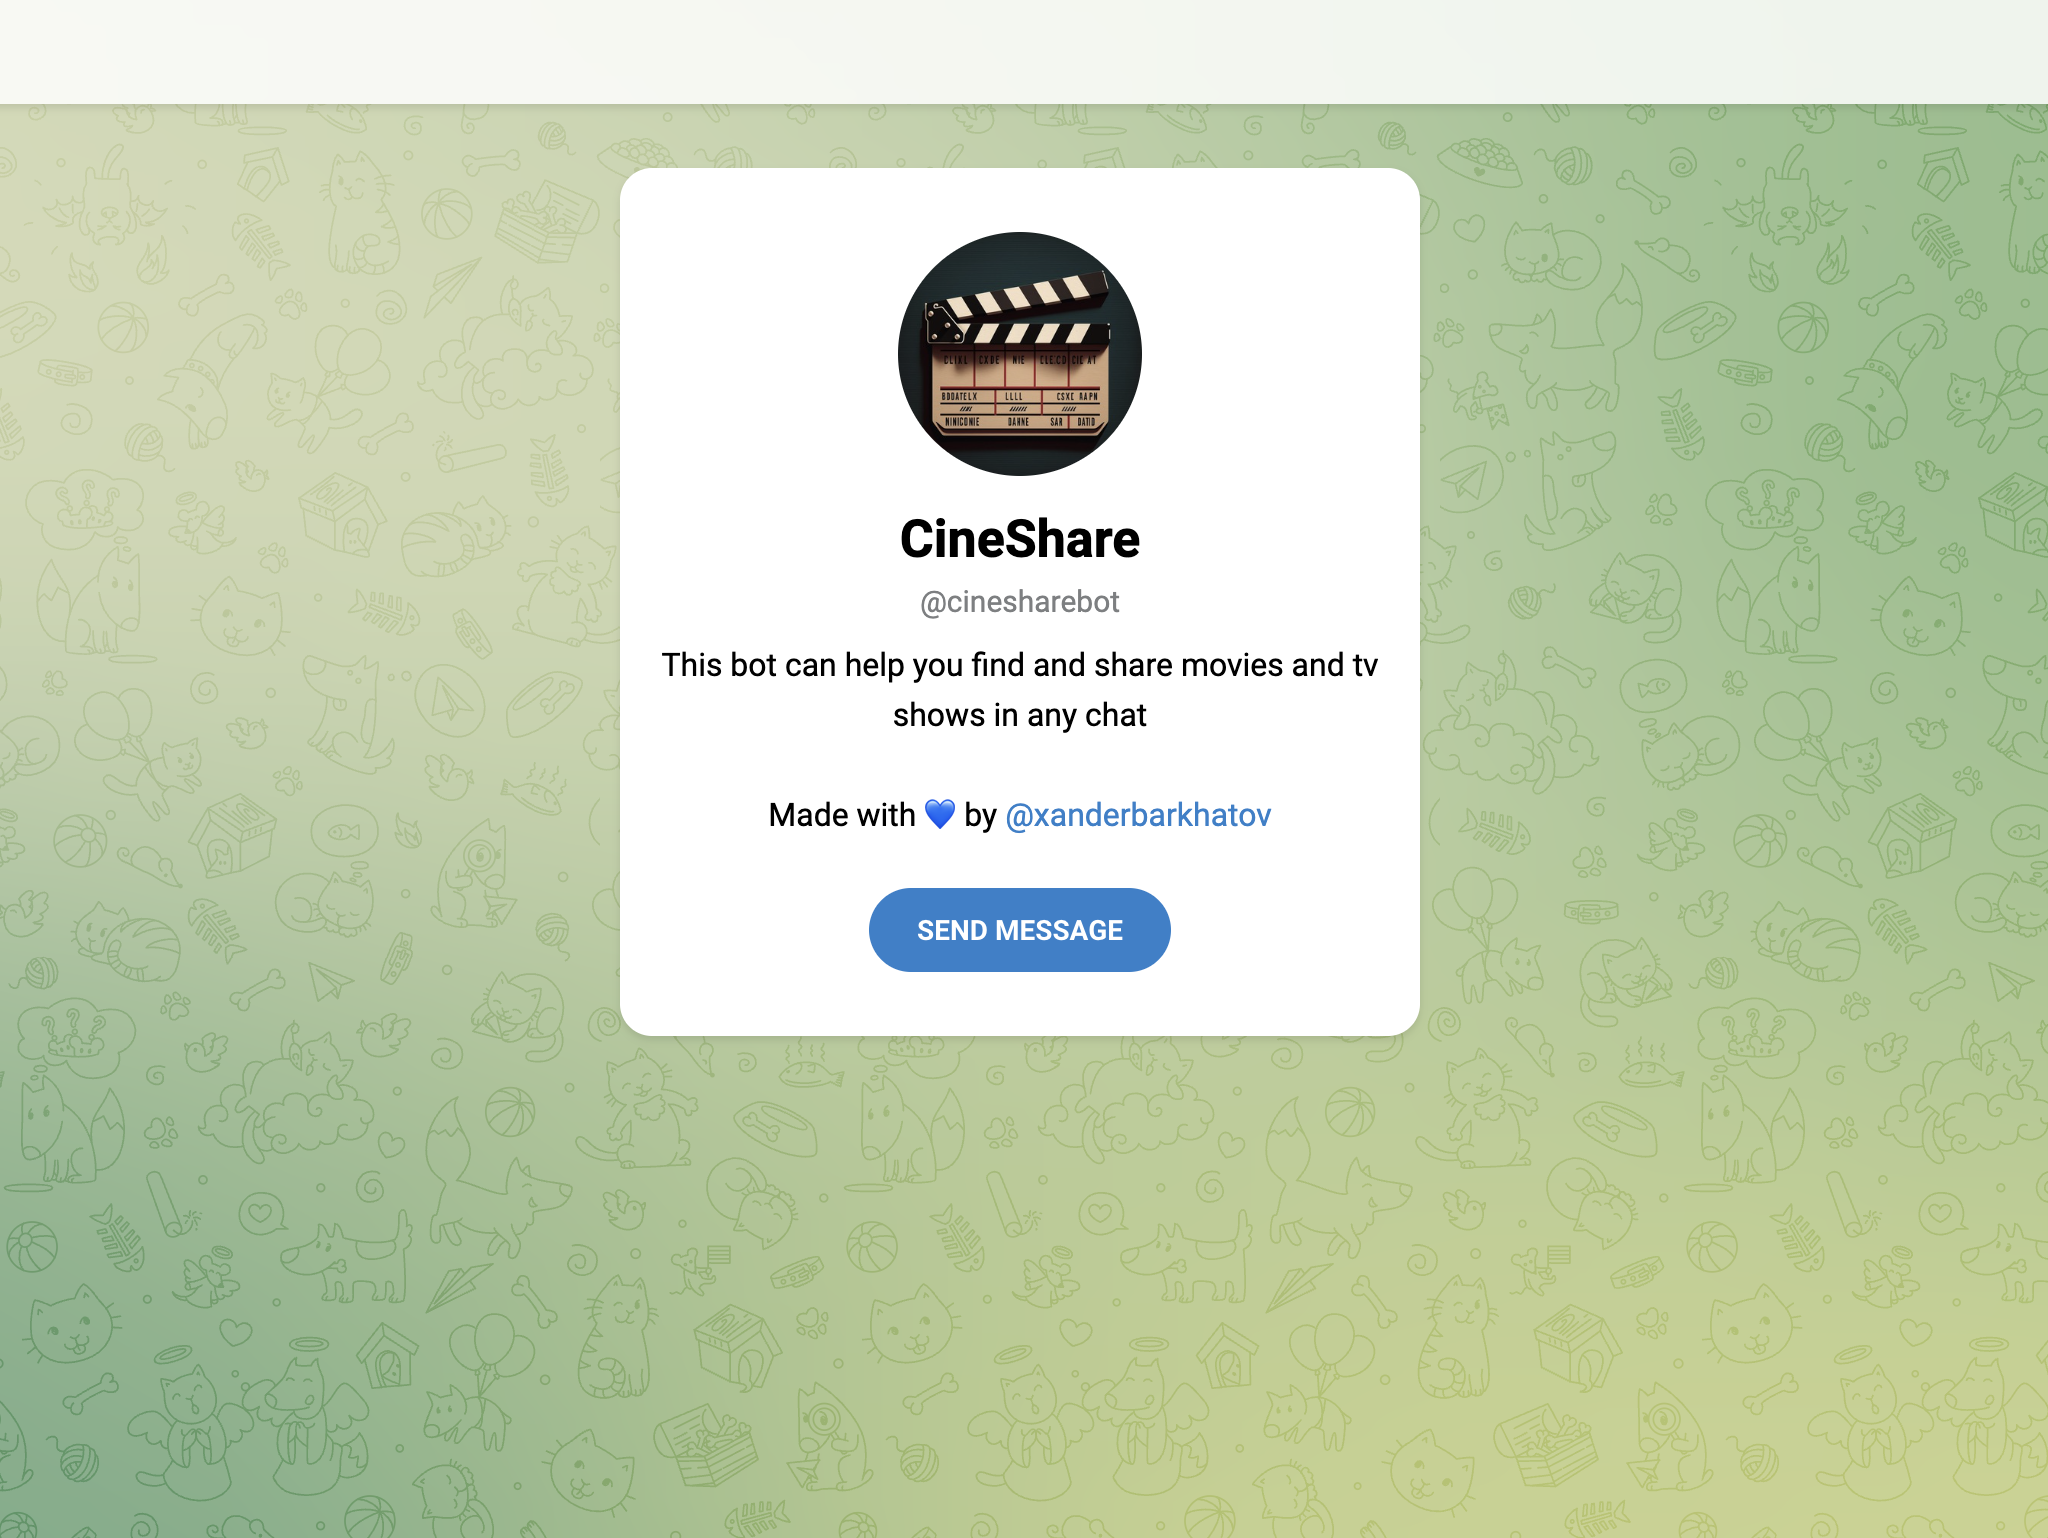 CineShare
@cinesharebot
This bot can help you find and share movies and tv
shows in any chat
Made with 💙 by @xanderbarkhatov
SEND MESSAGE